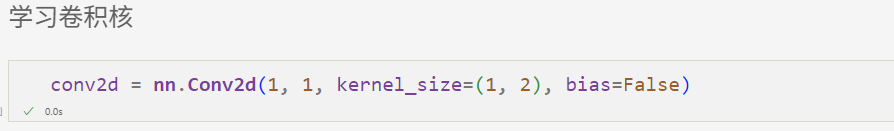 学习卷积核
conv2d = nn.Conv2d(1, 1, kernel_size=(1, 2), bias=False)
✓ 0.0s